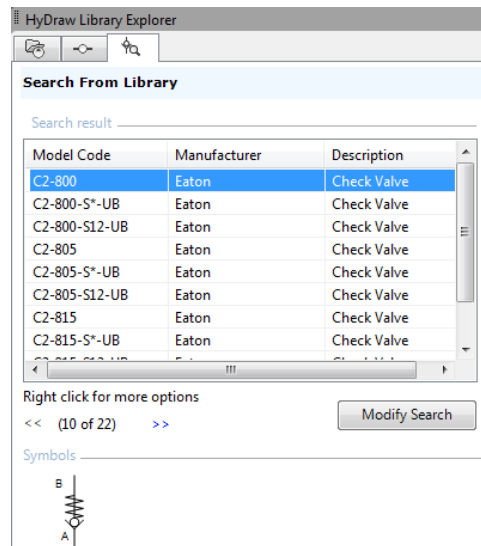 HyDraw Library Explorer
Search From Library
Search result
Model Code Manufacturer Description
C2-800 Eaton Check Valve
C2-800-S*-UB Eaton Check Valve
C2-800-S12-UB Eaton Check Valve
C2-805 Eaton Check Valve
C2-805-S*-UB Eaton Check Valve
C2-805-S12-UB Eaton Check Valve
C2-815 Eaton Check Valve
C2-815-S*-UB Eaton Check Valve
Right click for more options
<< (10 of 22) >>
Modify Search
Symbols
B
A